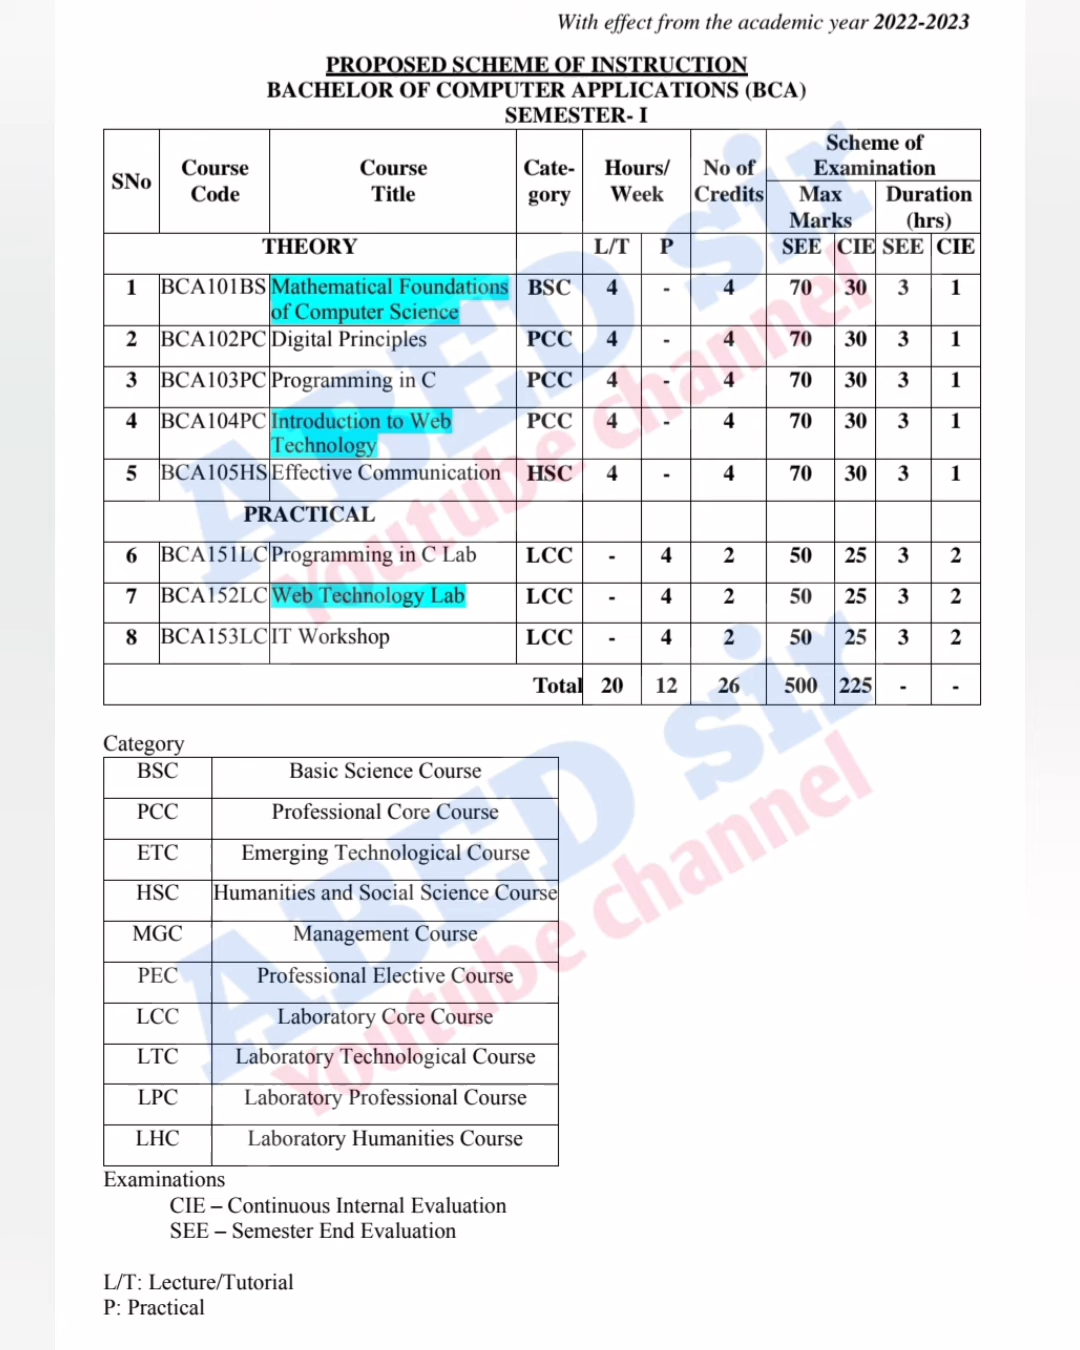 With effect from the academic year 2022-2023
PROPOSED SCHEME OF INSTRUCTION
BACHELOR OF COMPUTER APPLICATIONS (BCA)
SEMESTER- I
SNo Course Code Course Title Cate-gory Hours/ Week No of Credits Scheme of Examination
Max Marks Duration (hrs)
THEORY L/T P SEE CIE SEE CIE
1 BCA101BS Mathematical Foundations of Computer Science BSC 4 - 4 70 30 3 1
2 BCA102PC Digital Principles PCC 4 - 4 70 30 3 1
3 BCA103PC Programming in C PCC 4 - 4 70 30 3 1
4 BCA104PC Introduction to Web Technology PCC 4 - 4 70 30 3 1
5 BCA105HS Effective Communication HSC 4 - 4 70 30 3 1
PRACTICAL
6 BCA151LC Programming in C Lab LCC - 4 2 50 25 3 2
7 BCA152LC Web Technology Lab LCC - 4 2 50 25 3 2
8 BCA153LC IT Workshop LCC - 4 2 50 25 3 2
Total 20 12 26 500 225 - -
Category
BSC Basic Science Course
PCC Professional Core Course
ETC Emerging Technological Course
HSC Humanities and Social Science Course
MGC Management Course
PEC Professional Elective Course
LCC Laboratory Core Course
LTC Laboratory Technological Course
LPC Laboratory Professional Course
LHC Laboratory Humanities Course
Examinations
CIE – Continuous Internal Evaluation
SEE – Semester End Evaluation
L/T: Lecture/Tutorial
P: Practical
ABED sir
Youtube channel
ABED sir
Youtube channel